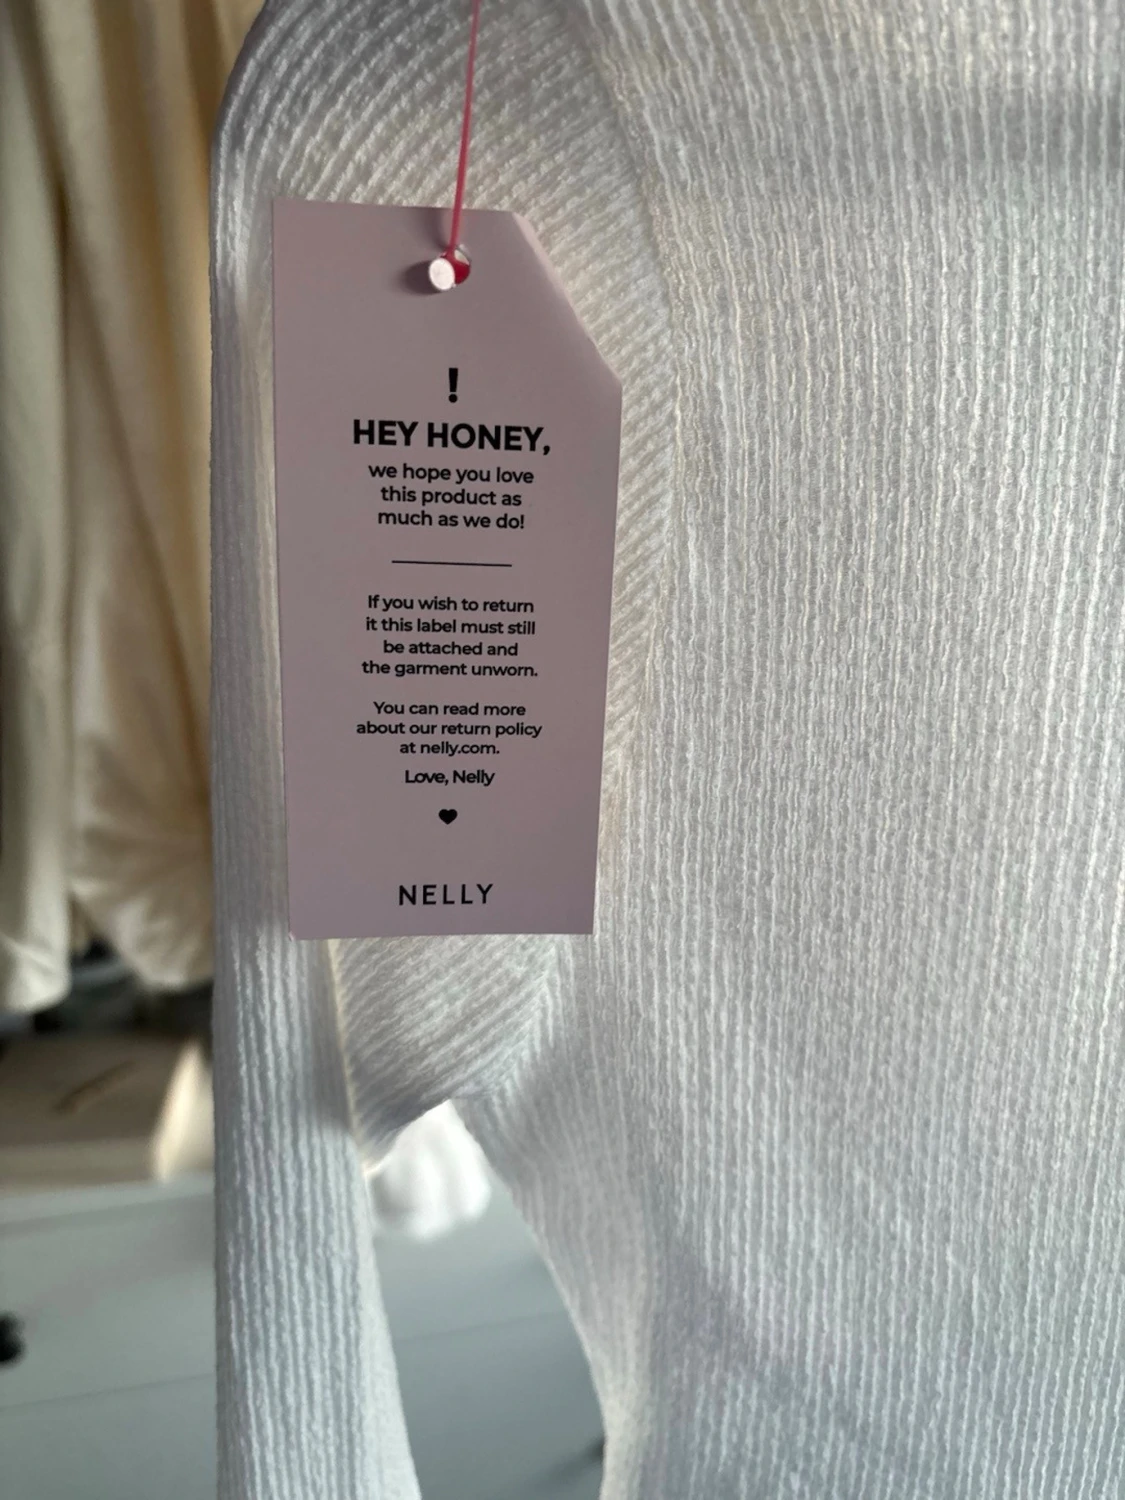 !
HEY HONEY,
we hope you love
this product as
much as we do!
If you wish to return
it this label must still
be attached and
the garment unworn.
You can read more
about our return policy
at nelly.com.
Love, Nelly
♥
NELLY